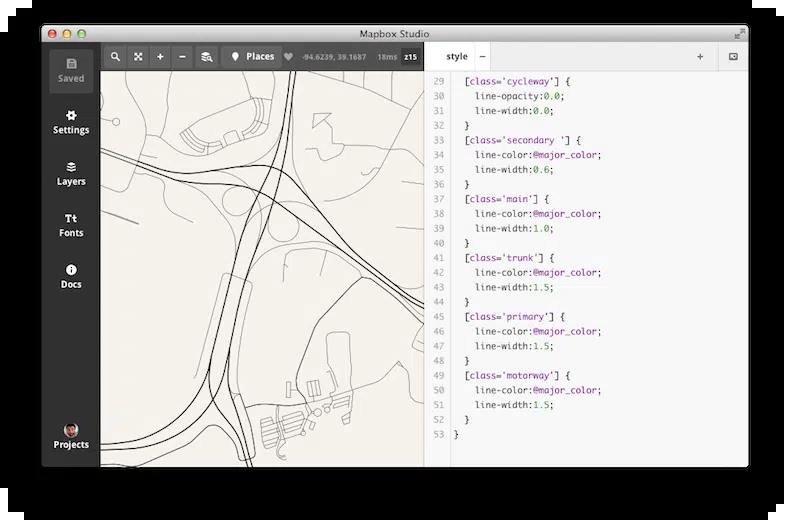 Mapbox Studio
Saved
Settings
Layers
Tt
Fonts
Docs
Projects
Places
-94.6239, 39.1687
18ms
z15
style
29 [class='cycleway'] {
30 line-opacity:0.0;
31 line-width:0.0;
32 }
33 [class='secondary '] {
34 line-color:@major_color;
35 line-width:0.6;
36 }
37 [class='main'] {
38 line-color:@major_color;
39 line-width:1.0;
40 }
41 [class='trunk'] {
42 line-color:@major_color;
43 line-width:1.5;
44 }
45 [class='primary'] {
46 line-color:@major_color;
47 line-width:1.5;
48 }
49 [class='motorway'] {
50 line-color:@major_color;
51 line-width:1.5;
52 }
53 }